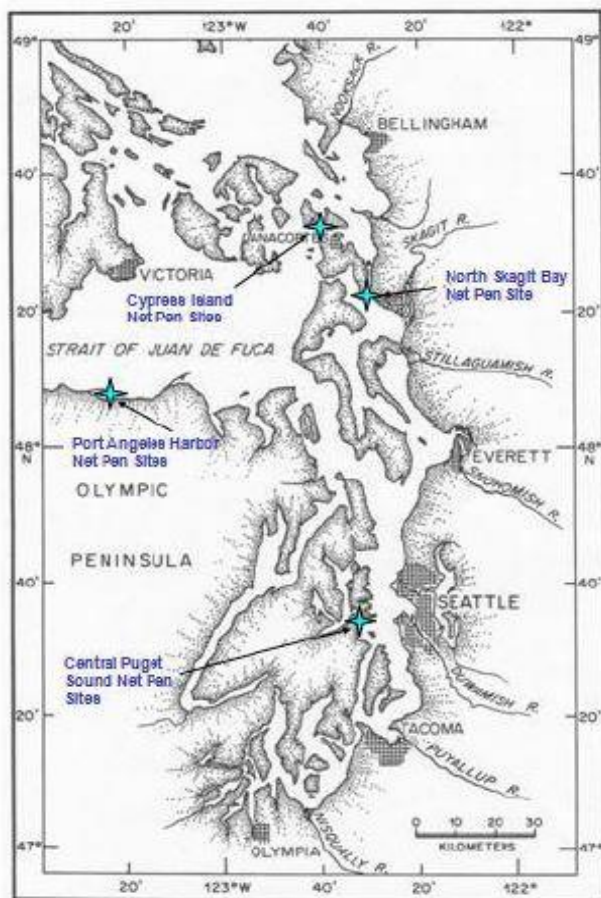 20' 123°W 40' 20' 122°
49°
49°
NOOKSACK R.
BELLINGHAM
40'
40'
SKAGIT R.
ANACORTES
VICTORIA
Cypress Island
Net Pen Sites
North Skagit Bay
Net Pen Site
20'
20'
STRAIT OF JUAN DE FUCA
STILLAGUAMISH R.
Port Angeles Harbor
Net Pen Sites
48°
N
48°
N
EVERETT
SNOHOMISH R.
OLYMPIC
PENINSULA
40'
40'
SEATTLE
Central Puget
Sound Net Pen
Sites
DUWAMISH R.
20'
20'
TACOMA
PUYALLUP R.
0 10 20 30
KILOMETERS
47°
47°
OLYMPIA
NISQUALLY R.
20' 123°W 40' 20' 122°